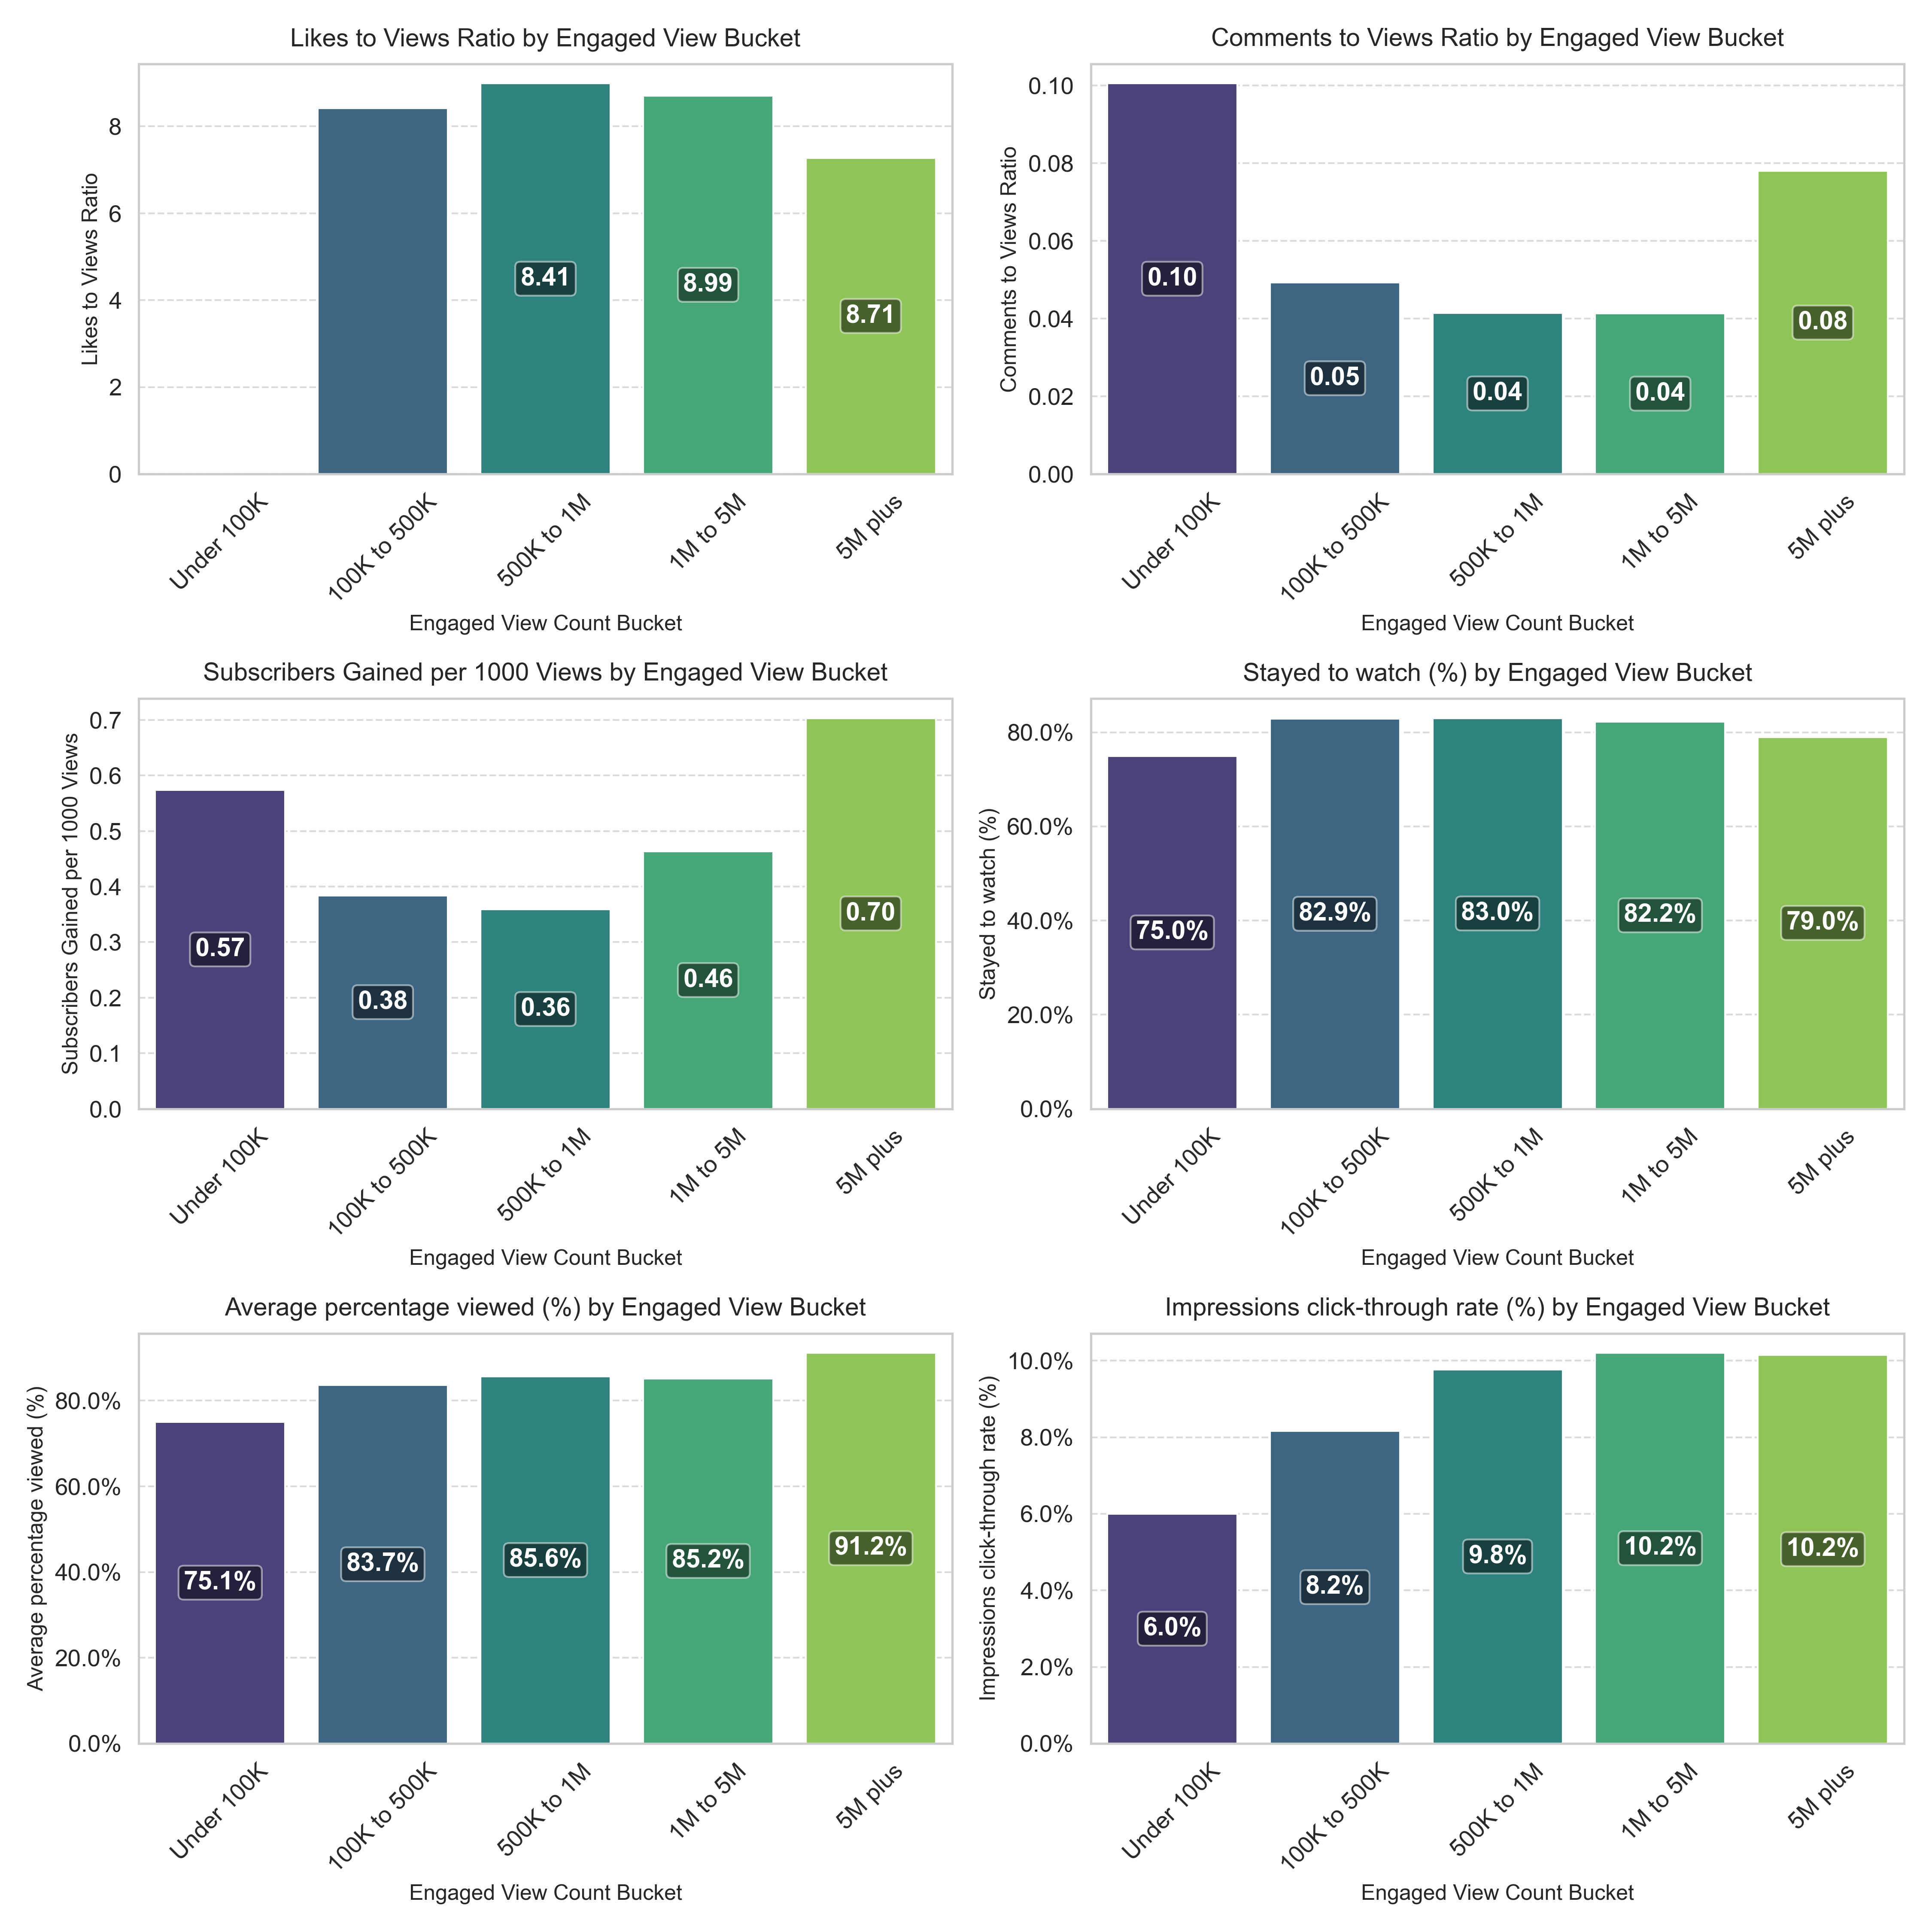 Likes to Views Ratio by Engaged View Bucket
Likes to Views Ratio
8
6
4
2
0
8.41
8.99
8.71
Under 100K
100K to 500K
500K to 1M
1M to 5M
5M plus
Engaged View Count Bucket
Comments to Views Ratio by Engaged View Bucket
Comments to Views Ratio
0.10
0.08
0.06
0.04
0.02
0.00
0.10
0.05
0.04
0.04
0.08
Under 100K
100K to 500K
500K to 1M
1M to 5M
5M plus
Engaged View Count Bucket
Subscribers Gained per 1000 Views by Engaged View Bucket
Subscribers Gained per 1000 Views
0.7
0.6
0.5
0.4
0.3
0.2
0.1
0.0
0.57
0.38
0.36
0.46
0.70
Under 100K
100K to 500K
500K to 1M
1M to 5M
5M plus
Engaged View Count Bucket
Stayed to watch (%) by Engaged View Bucket
Stayed to watch (%)
80.0%
60.0%
40.0%
20.0%
0.0%
75.0%
82.9%
83.0%
82.2%
79.0%
Under 100K
100K to 500K
500K to 1M
1M to 5M
5M plus
Engaged View Count Bucket
Average percentage viewed (%) by Engaged View Bucket
Average percentage viewed (%)
80.0%
60.0%
40.0%
20.0%
0.0%
75.1%
83.7%
85.6%
85.2%
91.2%
Under 100K
100K to 500K
500K to 1M
1M to 5M
5M plus
Engaged View Count Bucket
Impressions click-through rate (%) by Engaged View Bucket
Impressions click-through rate (%)
10.0%
8.0%
6.0%
4.0%
2.0%
0.0%
6.0%
8.2%
9.8%
10.2%
10.2%
Under 100K
100K to 500K
500K to 1M
1M to 5M
5M plus
Engaged View Count Bucket